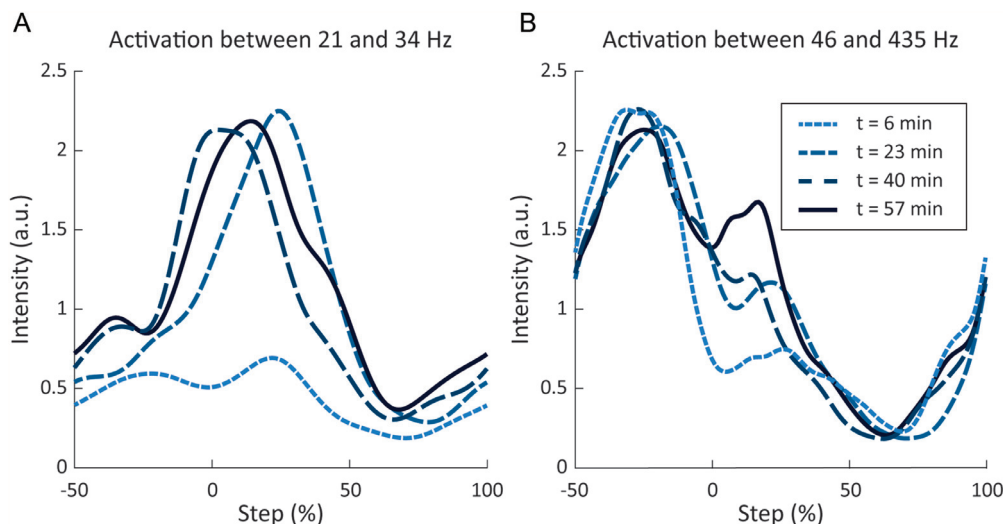 A
Activation between 21 and 34 Hz
2.5
2
1.5
1
0.5
0
Intensity (a.u.)
-50
0
50
100
Step (%)
B
Activation between 46 and 435 Hz
2.5
2
1.5
1
0.5
0
Intensity (a.u.)
-50
0
50
100
Step (%)
t = 6 min
t = 23 min
t = 40 min
t = 57 min